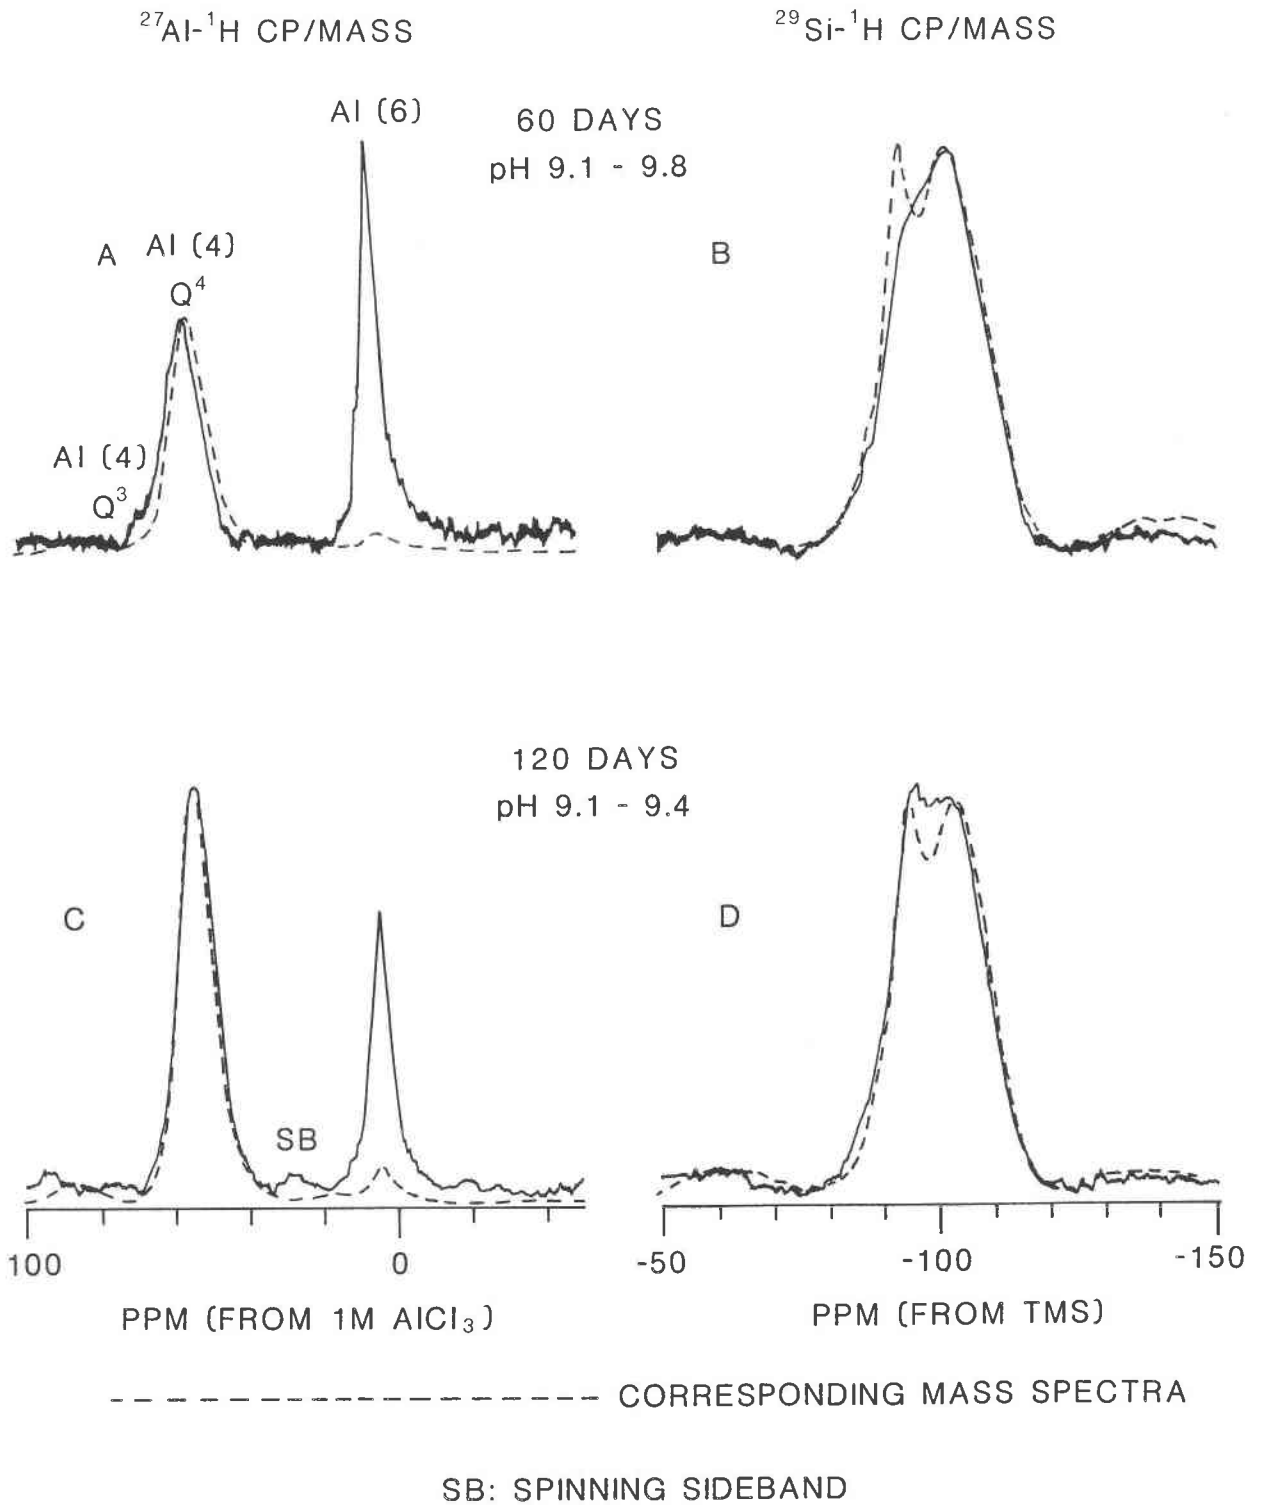 ²⁷Al-¹H CP/MASS
²⁹Si-¹H CP/MASS
Al (6)
60 DAYS
pH 9.1 - 9.8
A
Al (4)
Q⁴
B
Al (4)
Q³
120 DAYS
pH 9.1 - 9.4
C
D
SB
100
0
-50
-100
-150
PPM (FROM 1M AlCl₃)
PPM (FROM TMS)
CORRESPONDING MASS SPECTRA
SB: SPINNING SIDEBAND